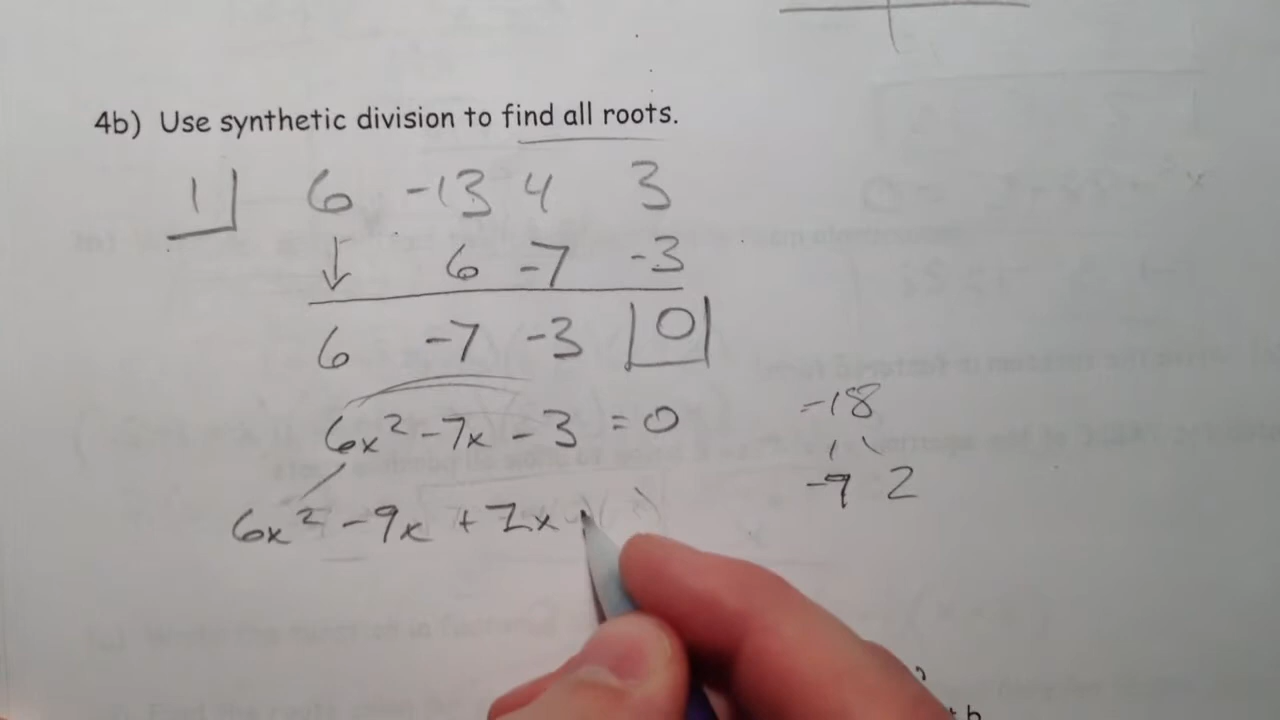 4b) Use synthetic division to find all roots.
1 6 -13 4 3
6 -7 -3
6 -7 -3 0
6x² - 7x - 3 = 0
-18
-9 2
6x² - 9x + 2x